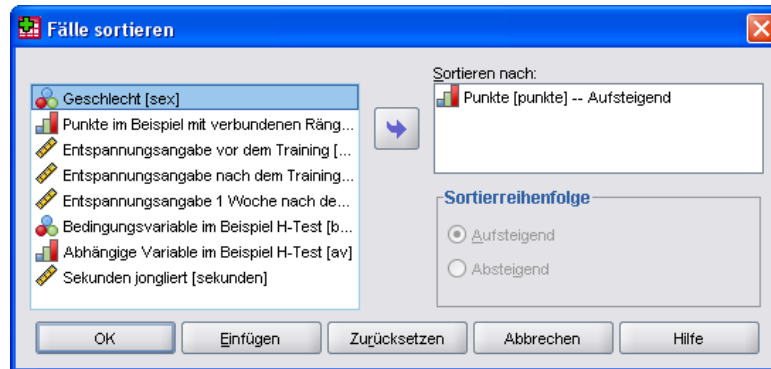 Fälle sortieren
Geschlecht [sex]
Punkte im Beispiel mit verbundenen Räng...
Entspannungsangabe vor dem Training [...
Entspannungsangabe nach dem Training...
Entspannungsangabe 1 Woche nach de...
Bedingungsvariable im Beispiel H-Test [b...
Abhängige Variable im Beispiel H-Test [av]
Sekunden jongliert [sekunden]
Sortieren nach:
Punkte [punkte] -- Aufsteigend
Sortierreihenfolge
Aufsteigend
Absteigend
OK
Einfügen
Zurücksetzen
Abbrechen
Hilfe